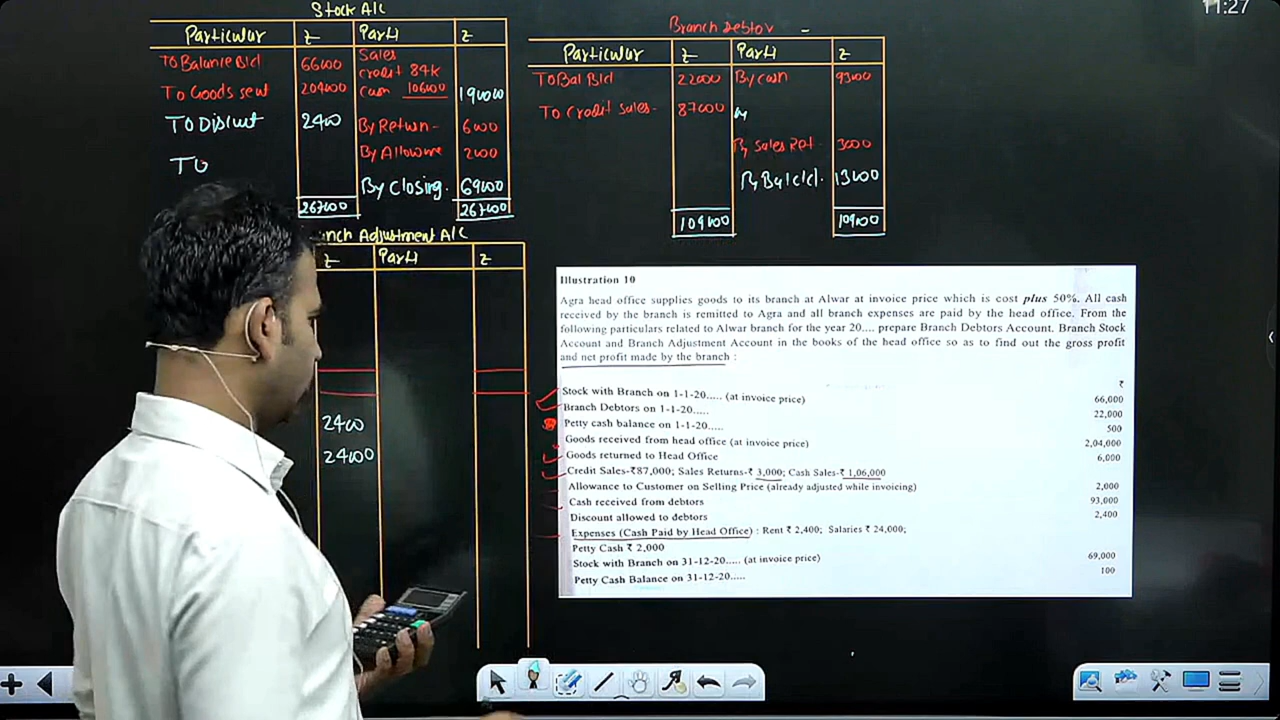 11:27
Stock A/c
Particular ₹ Parti ₹
To Balance B/d 66000 Sales
credit 84k
To Goods sent 204000 cash 106000 190000
To Discunt 2400 By Return - 6000
By Allowme 2000
To
By Closing. 69000
267000 267000
Branch Debtor -
Particular ₹ Parti ₹
To Bal B/d 22000 By cash 93000
To Credit sales - 87000 By
By Sales Ret. 3000
By Bal c/d. 13000
109000 109000
nch Adjustment A/C
₹ Parti ₹
2400
24000
Illustration 10
Agra head office supplies goods to its branch at Alwar at invoice price which is cost plus 50%. All cash
received by the branch is remitted to Agra and all branch expenses are paid by the head office. From the
following particulars related to Alwar branch for the year 20.... prepare Branch Debtors Account, Branch Stock
Account and Branch Adjustment Account in the books of the head office so as to find out the gross profit
and net profit made by the branch :
₹
Stock with Branch on 1-1-20..... (at invoice price) 66,000
Branch Debtors on 1-1-20..... 22,000
Petty cash balance on 1-1-20..... 500
Goods received from head office (at invoice price) 2,04,000
Goods returned to Head Office 6,000
Credit Sales-₹87,000; Sales Returns-₹ 3,000; Cash Sales-₹ 1,06,000
Allowance to Customer on Selling Price (already adjusted while invoicing) 2,000
Cash received from debtors 93,000
Discount allowed to debtors 2,400
Expenses (Cash Paid by Head Office) : Rent ₹ 2,400; Salaries ₹ 24,000;
Petty Cash ₹ 2,000
Stock with Branch on 31-12-20..... (at invoice price) 69,000
Petty Cash Balance on 31-12-20..... 100